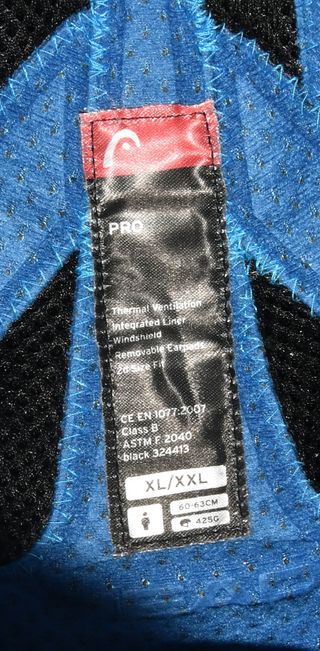 PRO
Thermal Ventilation
Integrated Liner
Windshield
Removable Earpads
2d Size Fit
CE EN 1077:2007
Class B
ASTM F 2040
black 324413
XL/XXL
60-63CM
425G